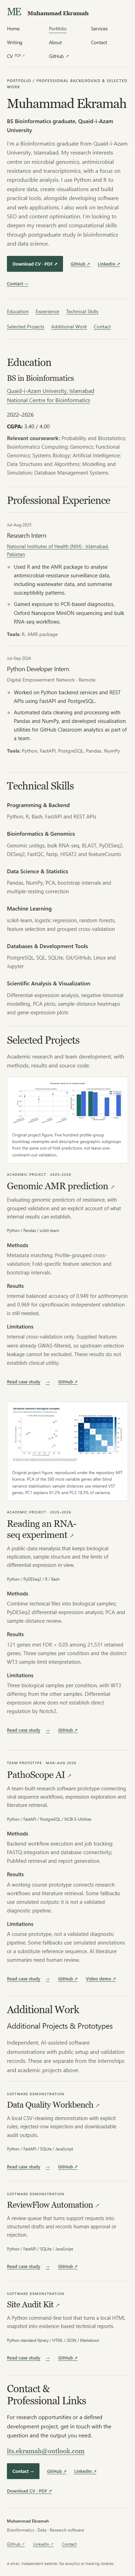 ME Muhammad Ekramah
Home Portfolio Services
Writing About Contact
CV PDF ↗ GitHub ↗
PORTFOLIO / PROFESSIONAL BACKGROUND & SELECTED
WORK
Muhammad Ekramah
BS Bioinformatics graduate, Quaid-i-Azam
University
I'm a Bioinformatics graduate from Quaid-i-Azam
University, Islamabad. My research interests
centre on microbial genomics, antimicrobial
resistance and transcriptomics, with a focus on
reproducible analysis. I use Python and R to
prepare data, create evaluations and build small
research applications. I also work on technical
SEO and content systems. I'm looking to
develop my research and computing skills
through postgraduate study in bioinformatics
and data science.
Download CV · PDF ↗ GitHub ↗ LinkedIn ↗
Contact →
Education Experience Technical Skills
Selected Projects Additional Work Contact
Education
BS in Bioinformatics
Quaid-i-Azam University, Islamabad
National Centre for Bioinformatics
2022–2026
CGPA: 3.40 / 4.00
Relevant coursework: Probability and Biostatistics;
Bioinformatics Computing; Genomics; Functional
Genomics; Systems Biology; Artificial Intelligence;
Data Structures and Algorithms; Modelling and
Simulation; Database Management Systems.
Professional Experience
Jul–Aug 2025
Research Intern
National Institutes of Health (NIH) · Islamabad,
Pakistan
Used R and the AMR package to analyse
antimicrobial-resistance surveillance data,
including wastewater data, and summarise
susceptibility patterns.
Gained exposure to PCR-based diagnostics,
Oxford Nanopore MinION sequencing and bulk
RNA-seq workflows.
Tools: R, AMR package
Jul–Sep 2024
Python Developer Intern
Digital Empowerment Network · Remote
Worked on Python backend services and REST
APIs using FastAPI and PostgreSQL.
Automated data cleaning and processing with
Pandas and NumPy, and developed visualisation
utilities for GitHub Classroom analytics as part of
a team.
Tools: Python, FastAPI, PostgreSQL, Pandas, NumPy
Technical Skills
Programming & Backend
Python, R, Bash, FastAPI and REST APIs
Bioinformatics & Genomics
Genomic unitigs, bulk RNA-seq, BLAST, PyDESeq2,
DESeq2, FastQC, fastp, HISAT2 and featureCounts
Data Science & Statistics
Pandas, NumPy, PCA, bootstrap intervals and
multiple-testing correction
Machine Learning
scikit-learn, logistic regression, random forests,
feature selection and grouped cross-validation
Databases & Development Tools
PostgreSQL, SQL, SQLite, Git/GitHub, Linux and
Jupyter
Scientific Analysis & Visualization
Differential-expression analysis, negative-binomial
modelling, PCA plots, sample-distance heatmaps
and gene-expression plots
Selected Projects
Academic research and team development, with
methods, results and source code.
Original project figure. Five hundred profile-group
bootstrap resamples and descriptive geographic subgroups
from the same out-of-fold predictions; not leave-one-
continent-out validation.
ACADEMIC PROJECT · 2025–2026
Genomic AMR prediction ↗
Evaluating genomic predictors of resistance, with
grouped validation and an explicit account of what
internal results can establish.
Python / Pandas / scikit-learn
Methods
Metadata matching; Profile-grouped cross-
validation; Fold-specific feature selection and
bootstrap intervals.
Results
Internal balanced accuracy of 0.949 for azithromycin
and 0.969 for ciprofloxacin; independent validation
is still needed.
Limitations
Internal cross-validation only. Supplied features
were already GWAS-filtered, so upstream selection
leakage cannot be excluded. These results do not
establish clinical utility.
Read case study → GitHub ↗
Original project figure, reproduced under the repository MIT
licence. PCA of the 500 most variable genes after blind
variance stabilisation; sample distances use retained VST
genes.
ACADEMIC PROJECT · 2025–2026
Reading an RNA-
seq experiment ↗
A public-data reanalysis that keeps biological
replication, sample structure and the limits of
differential expression in view.
Python / PyDESeq2 / R / Bash
Methods
Combine technical files into biological samples;
PyDESeq2 differential-expression analysis; PCA and
sample-distance review.
Results
121 genes met FDR < 0.05 among 21,531 retained
genes. Three samples per condition and the distinct
WT3 sample limit interpretation.
Limitations
Three biological samples per condition, with WT3
differing from the other samples. Differential
expression alone does not establish direct
regulation by Notch2.
Read case study → GitHub ↗
TEAM PROTOTYPE · MAR–AUG 2026
PathoScope AI ↗
A team-built research software prototype connecting
viral sequence workflows, expression exploration and
literature retrieval.
Python / FastAPI / PostgreSQL / NCBI E-Utilities
Methods
Backend workflow execution and job tracking;
FASTQ integration and database connectivity;
PubMed retrieval and report generation.
Results
A working course prototype connects research
workflows and literature retrieval. Some fallbacks
use simulated outputs; it is not a validated
diagnostic pipeline.
Limitations
A course prototype, not a validated diagnostic
pipeline. Some fallbacks use simulated annotations
or a substitute reference sequence. AI literature
summaries need human review.
Read case study → GitHub ↗ Video demo ↗
Additional Work
Additional Projects & Prototypes
Independent, AI-assisted software
demonstrations with public setup and validation
records. These are separate from the internships
and academic projects above.
SOFTWARE DEMONSTRATION
Data Quality Workbench ↗
A local CSV-cleaning demonstration with explicit
rules, rejected-row inspection and downloadable
audit outputs.
Python / FastAPI / SQLite / JavaScript
Read case study → GitHub ↗
SOFTWARE DEMONSTRATION
ReviewFlow Automation ↗
A review queue that turns support requests into
structured drafts and records human approval or
rejection.
Python / FastAPI / SQLite / JavaScript
Read case study → GitHub ↗
SOFTWARE DEMONSTRATION
Site Audit Kit ↗
A Python command-line tool that turns a local HTML
snapshot into evidence-based technical reports.
Python standard library / HTML / JSON / Markdown
Read case study → GitHub ↗
Contact &
Professional Links
For research opportunities or a defined
development project, get in touch with the
question and the output you need.
its.ekramah@outlook.com
Contact → GitHub ↗ LinkedIn ↗
Download CV · PDF ↗
Muhammad Ekramah
Bioinformatics · Data · Research software
GitHub ↗ LinkedIn ↗ Contact
A small, independent website. No analytics or tracking cookies.